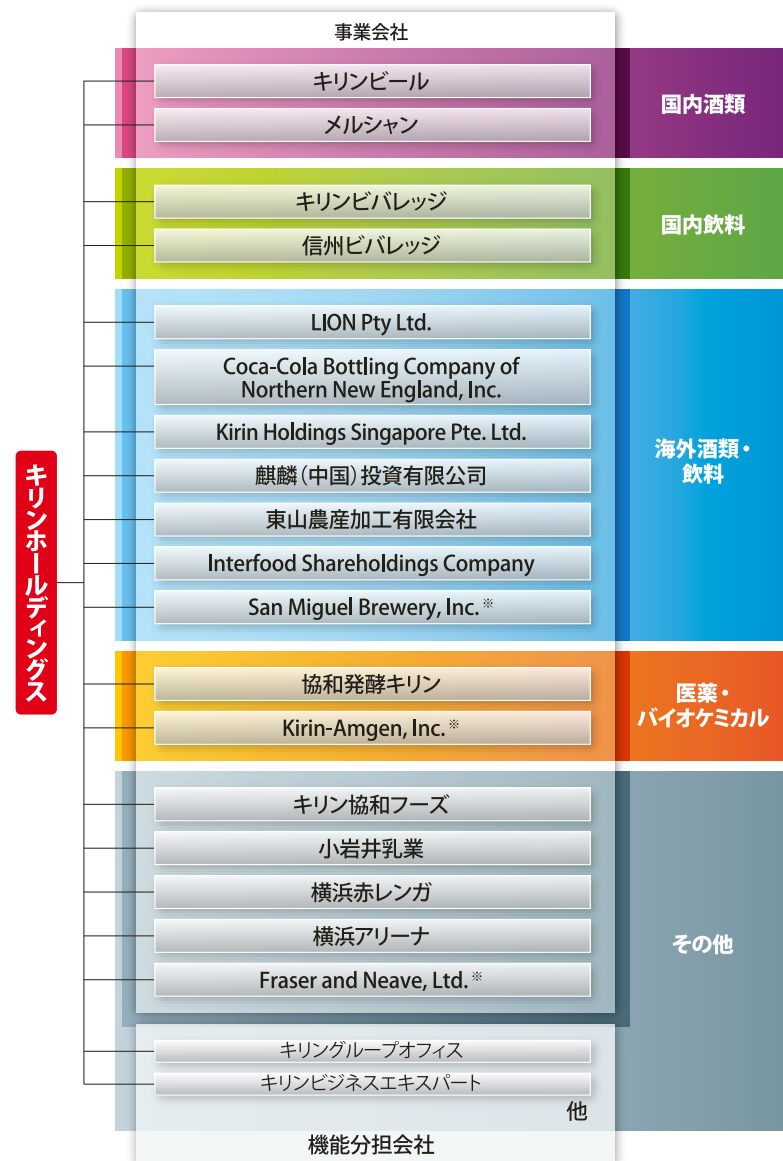 事業会社
キリンビール
メルシャン
国内酒類
キリンビバレッジ
信州ビバレッジ
国内飲料
LION Pty Ltd.
Coca-Cola Bottling Company of
Northern New England, Inc.
Kirin Holdings Singapore Pte. Ltd.
麒麟(中国)投資有限公司
東山農産加工有限会社
Interfood Shareholdings Company
San Miguel Brewery, Inc.※
海外酒類・
飲料
キリンホールディングス
協和発酵キリン
Kirin-Amgen, Inc.※
医薬・
バイオケミカル
キリン協和フーズ
小岩井乳業
横浜赤レンガ
横浜アリーナ
Fraser and Neave, Ltd.※
その他
キリングループオフィス
キリンビジネスエキスパート
他
機能分担会社